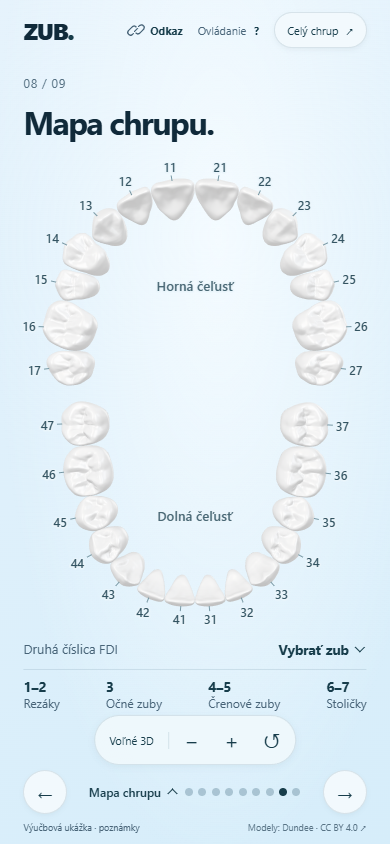 ZUB. Odkaz Ovládanie ? Celý chrup ↗
08 / 09
Mapa chrupu.
11 21
12 22
13 23
14 24
15 25
Horná čeľusť
16 26
17 27
47 37
46 36
45 35
Dolná čeľusť
44 34
43 33
42 41 31 32
Druhá číslica FDI Vybrať zub
1–2 3 4–5 6–7
Rezáky Očné zuby Črenové zuby Stoličky
Voľné 3D − + ↺
← Mapa chrupu →
Výučbová ukážka · poznámky Modely: Dundee · CC BY 4.0 ↗